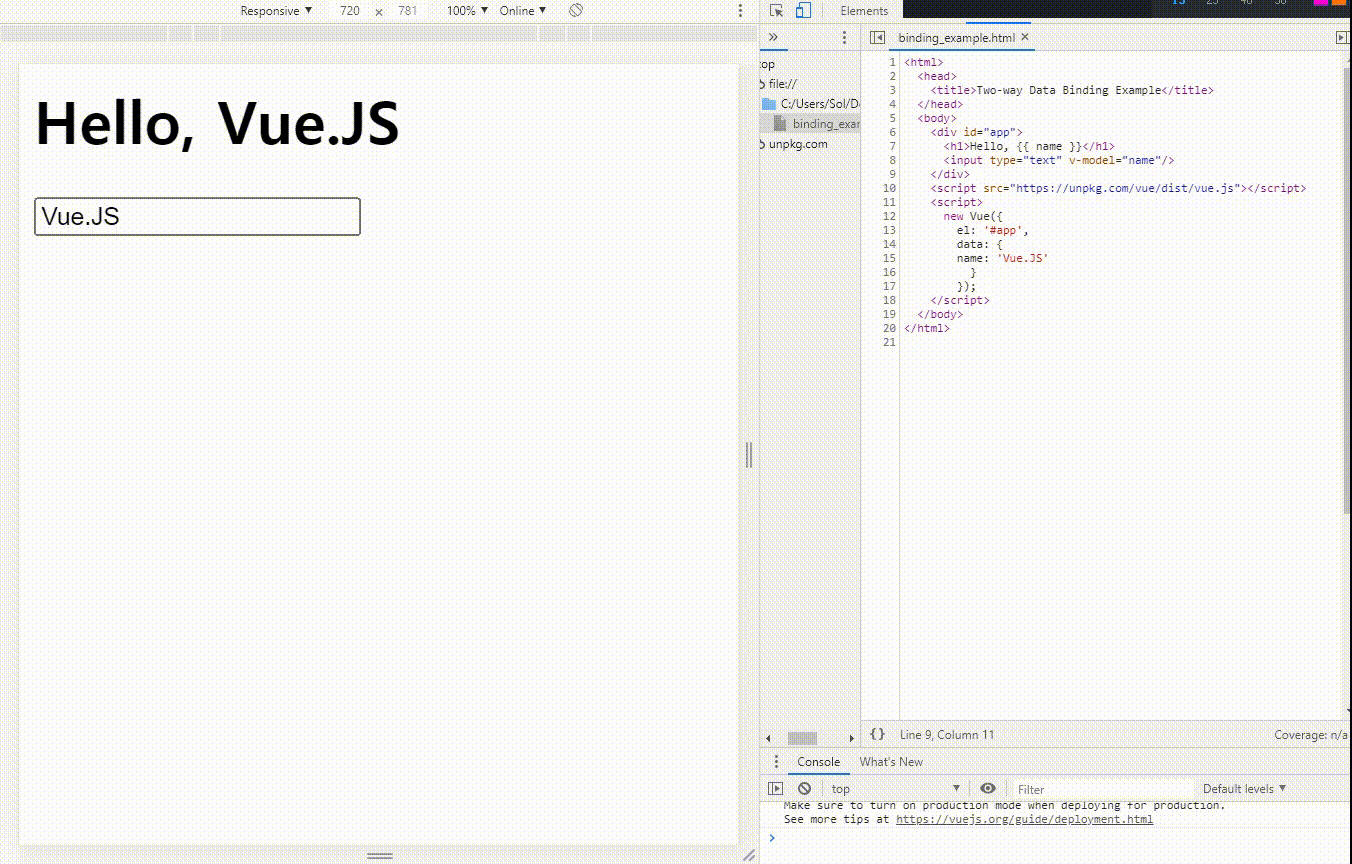 Responsive ▼ 720 × 781 100% ▼ Online ▼
Hello, Vue.JS
Vue.JS
Elements
»
binding_example.html ×
top
file://
C:/Users/Sol/De
binding_exar
unpkg.com
1 <html>
2 <head>
3 <title>Two-way Data Binding Example</title>
4 </head>
5 <body>
6 <div id="app">
7 <h1>Hello, {{ name }}</h1>
8 <input type="text" v-model="name"/>
9 </div>
10 <script src="https://unpkg.com/vue/dist/vue.js"></script>
11 <script>
12 new Vue({
13 el: '#app',
14 data: {
15 name: 'Vue.JS'
16 }
17 });
18 </script>
19 </body>
20 </html>
21
{} Line 9, Column 11 Coverage: n/a
Console What's New
top ▼ Filter Default levels ▼
Make sure to turn on production mode when deploying for production.
See more tips at https://vuejs.org/guide/deployment.html
>